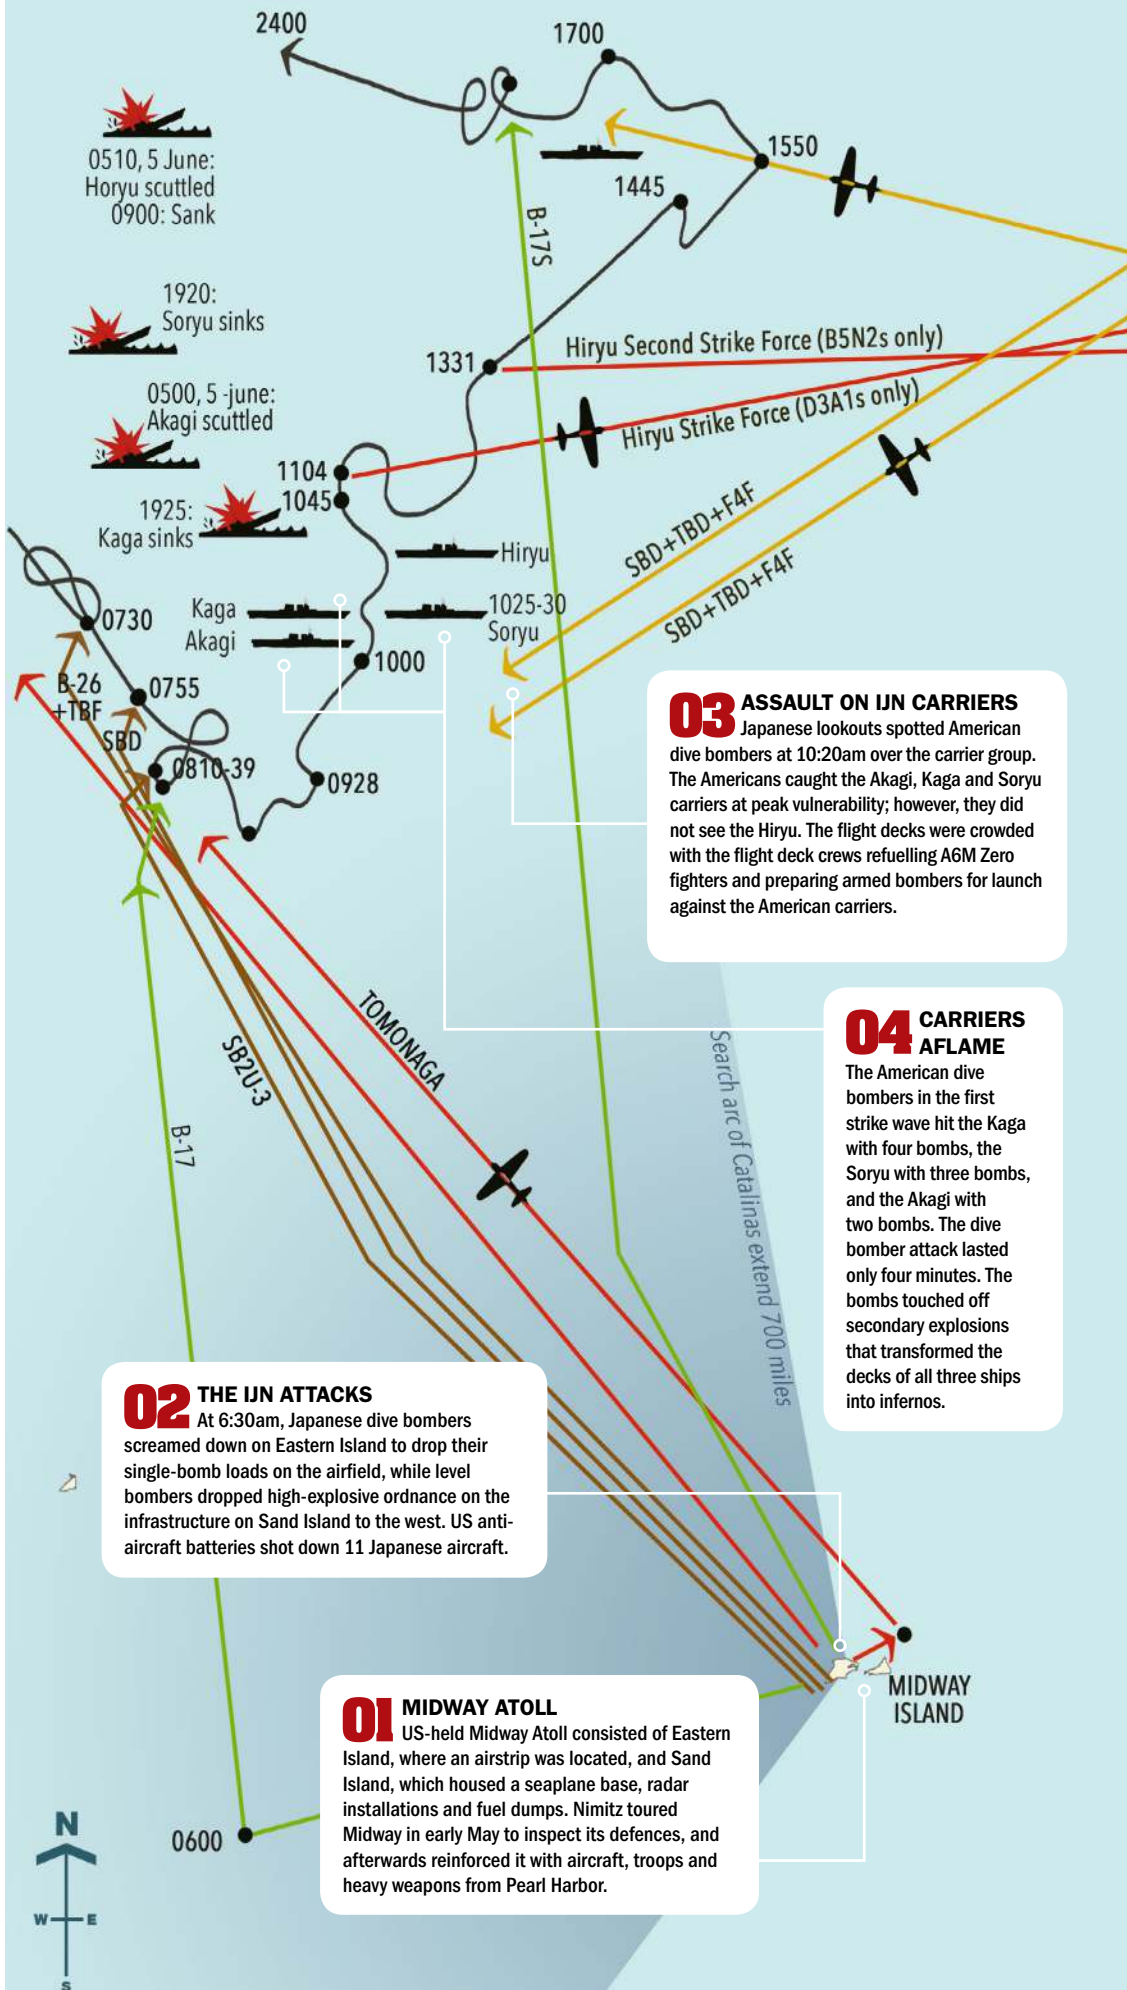 2400
1700
1550
1445
0510, 5 June:
Horyu scuttled
0900: Sank
B-17S
1920:
Soryu sinks
Hiryu Second Strike Force (B5N2s only)
1331
0500, 5 -june:
Akagi scuttled
Hiryu Strike Force (D3A1s only)
1104
1045
1925:
Kaga sinks
SBD+TBD+F4F
SBD+TBD+F4F
Hiryu
Kaga
Akagi
1025-30
Soryu
0730
1000
B-26
+TBF
0755
SBD
0810-39
0928
03 ASSAULT ON IJN CARRIERS
Japanese lookouts spotted American
dive bombers at 10:20am over the carrier group.
The Americans caught the Akagi, Kaga and Soryu
carriers at peak vulnerability; however, they did
not see the Hiryu. The flight decks were crowded
with the flight deck crews refuelling A6M Zero
fighters and preparing armed bombers for launch
against the American carriers.
TOMONAGA
SB2U-3
B-17
Search arc of Catalinas extend 700 miles
04 CARRIERS
AFLAME
The American dive
bombers in the first
strike wave hit the Kaga
with four bombs, the
Soryu with three bombs,
and the Akagi with
two bombs. The dive
bomber attack lasted
only four minutes. The
bombs touched off
secondary explosions
that transformed the
decks of all three ships
into infernos.
02 THE IJN ATTACKS
At 6:30am, Japanese dive bombers
screamed down on Eastern Island to drop their
single-bomb loads on the airfield, while level
bombers dropped high-explosive ordnance on the
infrastructure on Sand Island to the west. US anti-
aircraft batteries shot down 11 Japanese aircraft.
MIDWAY
ISLAND
01 MIDWAY ATOLL
US-held Midway Atoll consisted of Eastern
Island, where an airstrip was located, and Sand
Island, which housed a seaplane base, radar
installations and fuel dumps. Nimitz toured
Midway in early May to inspect its defences, and
afterwards reinforced it with aircraft, troops and
heavy weapons from Pearl Harbor.
0600
N
W E
S